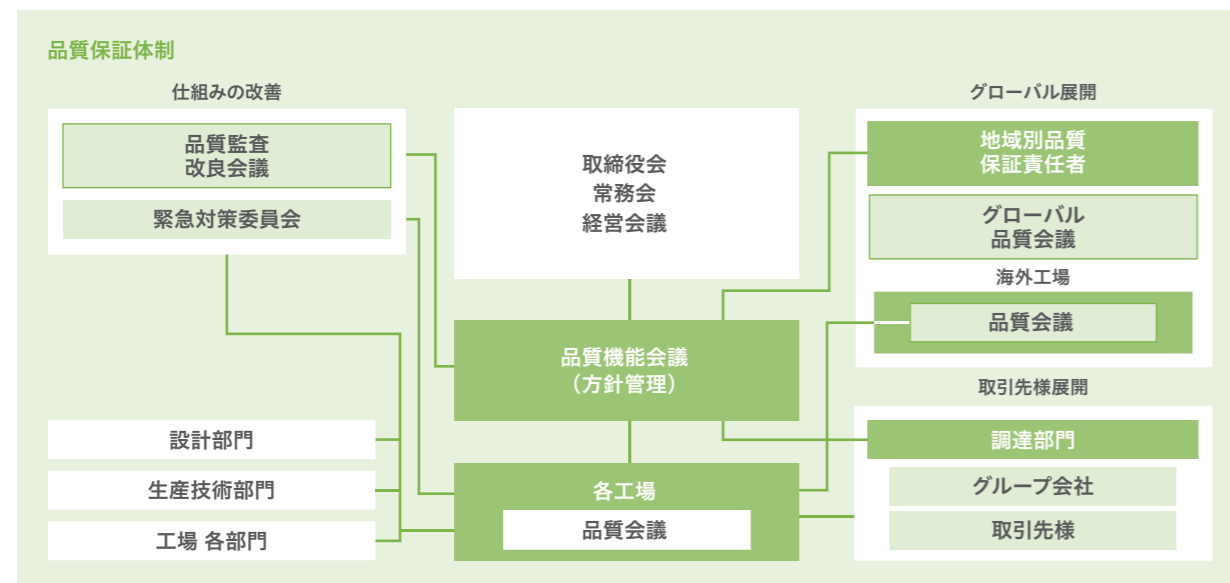 品質保証体制
仕組みの改善
品質監査
改良会議
緊急対策委員会
設計部門
生産技術部門
工場 各部門
取締役会
常務会
経営会議
品質機能会議
（方針管理）
各工場
品質会議
グローバル展開
地域別品質
保証責任者
グローバル
品質会議
海外工場
品質会議
取引先様展開
調達部門
グループ会社
取引先様